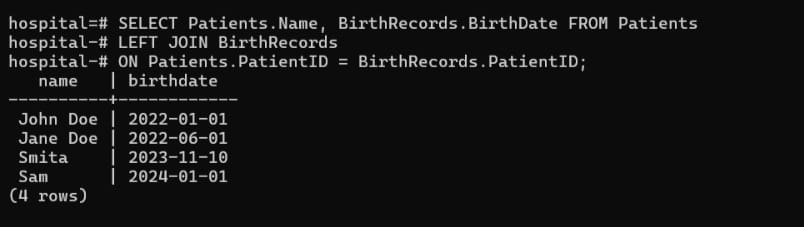 hospital=# SELECT Patients.Name, BirthRecords.BirthDate FROM Patients
hospital-# LEFT JOIN BirthRecords
hospital-# ON Patients.PatientID = BirthRecords.PatientID;
   name   | birthdate
----------+------------
 John Doe | 2022-01-01
 Jane Doe | 2022-06-01
 Smita    | 2023-11-10
 Sam      | 2024-01-01
(4 rows)